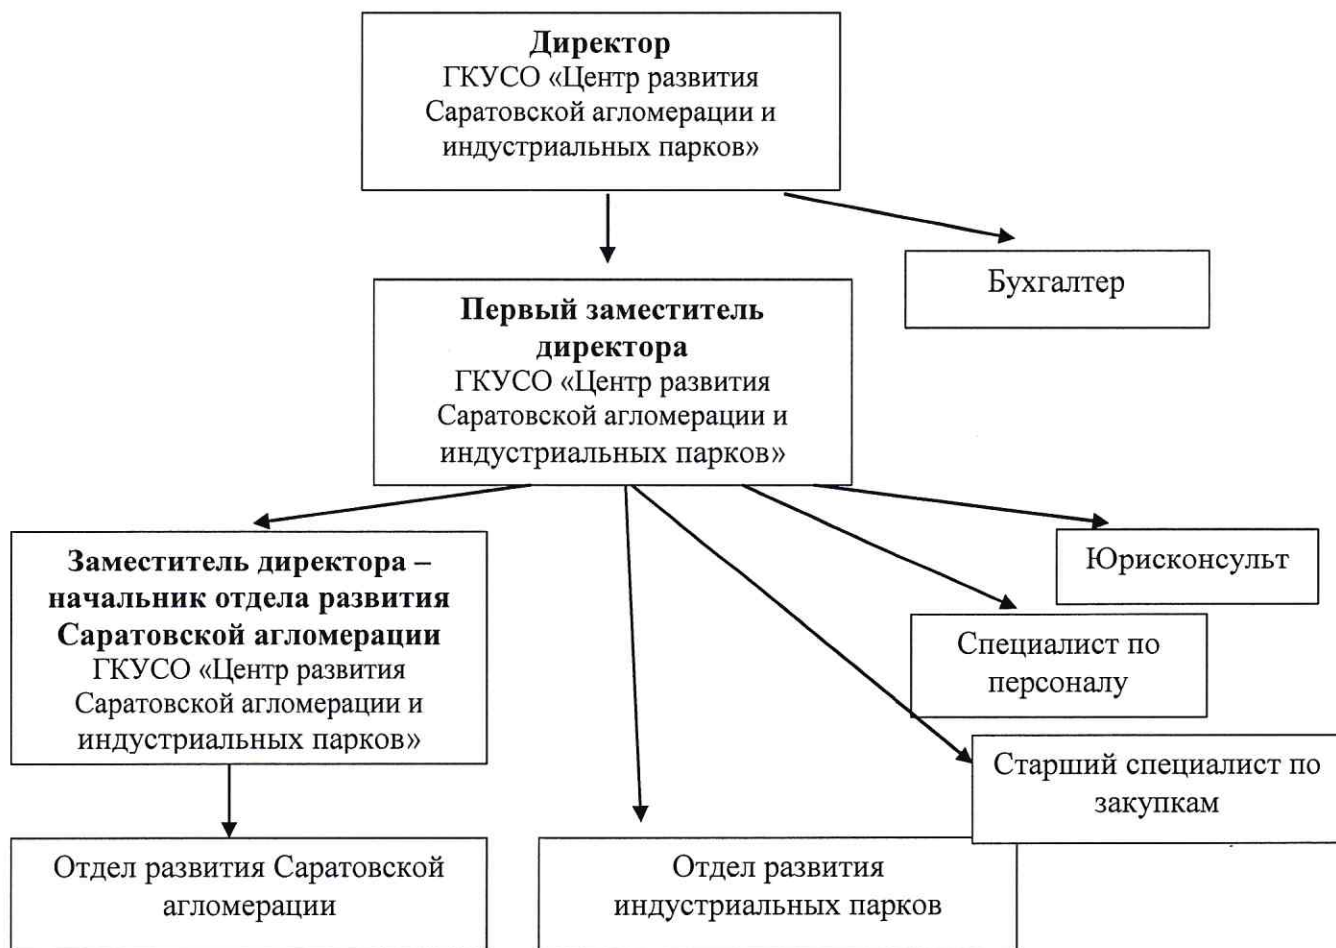 Директор
ГКУСО «Центр развития
Саратовской агломерации и
индустриальных парков»
Бухгалтер
Первый заместитель
директора
ГКУСО «Центр развития
Саратовской агломерации и
индустриальных парков»
Заместитель директора –
начальник отдела развития
Саратовской агломерации
ГКУСО «Центр развития
Саратовской агломерации и
индустриальных парков»
Юрисконсульт
Специалист по
персоналу
Старший специалист по
закупкам
Отдел развития Саратовской
агломерации
Отдел развития
индустриальных парков